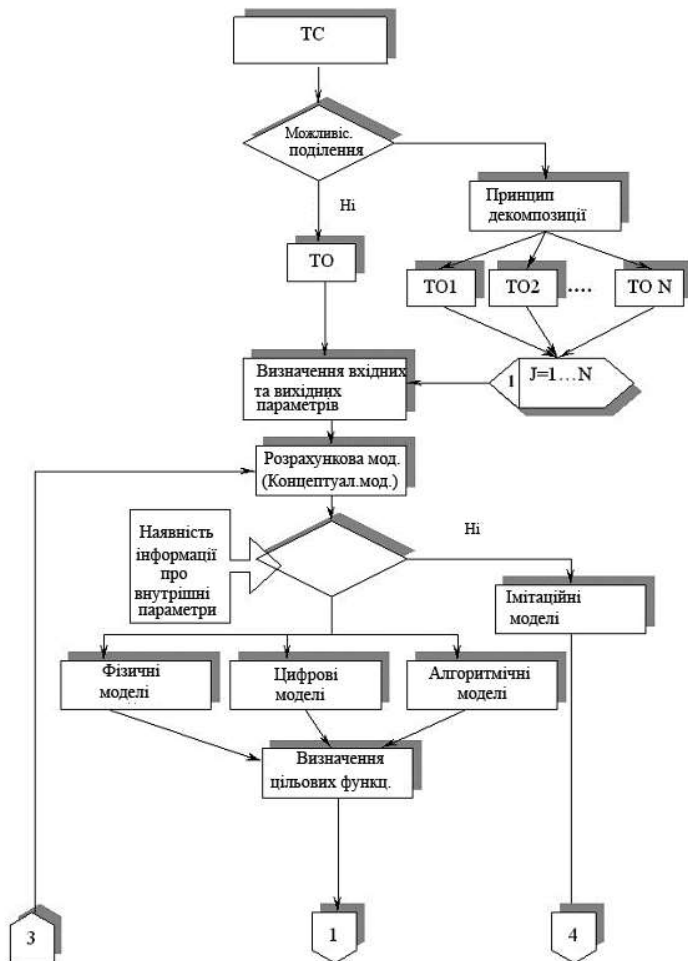 ТС
Можливіс.
поділення
Ні
Принцип
декомпозиції
ТО
ТО1
ТО2
....
ТО N
Визначення вхідних
та вихідних
параметрів
1
J=1...N
Розрахункова мод.
(Концептуал.мод.)
Наявність
інформації
про
внутрішні
параметри
Ні
Імітаційні
моделі
Фізичні
моделі
Цифрові
моделі
Алгоритмічні
моделі
Визначення
цільових функц.
3
1
4